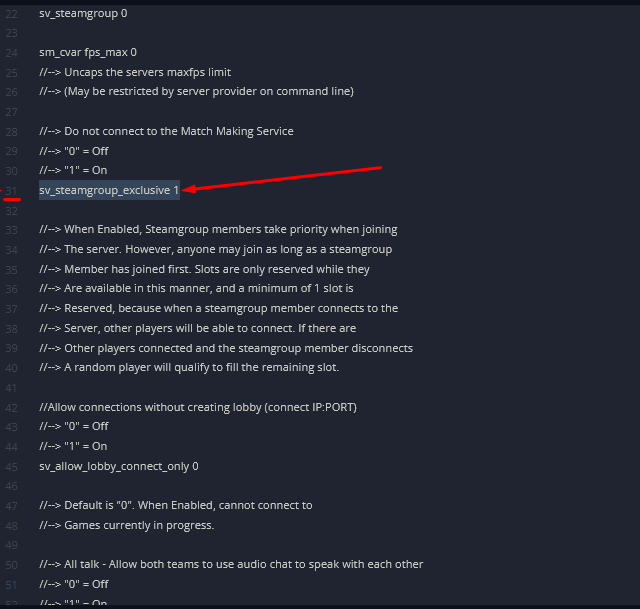 22 sv_steamgroup 0
23
24 sm_cvar fps_max 0
25 //--> Uncaps the servers maxfps limit
26 //--> (May be restricted by server provider on command line)
27
28 //--> Do not connect to the Match Making Service
29 //--> "0" = Off
30 //--> "1" = On
31 sv_steamgroup_exclusive 1
32
33 //--> When Enabled, Steamgroup members take priority when joining
34 //--> The server. However, anyone may join as long as a steamgroup
35 //--> Member has joined first. Slots are only reserved while they
36 //--> Are available in this manner, and a minimum of 1 slot is
37 //--> Reserved, because when a steamgroup member connects to the
38 //--> Server, other players will be able to connect. If there are
39 //--> Other players connected and the steamgroup member disconnects
40 //--> A random player will qualify to fill the remaining slot.
41
42 //Allow connections without creating lobby (connect IP:PORT)
43 //--> "0" = Off
44 //--> "1" = On
45 sv_allow_lobby_connect_only 0
46
47 //--> Default is "0". When Enabled, cannot connect to
48 //--> Games currently in progress.
49
50 //--> All talk - Allow both teams to use audio chat to speak with each other
51 //--> "0" = Off
52 //--> "1" = On